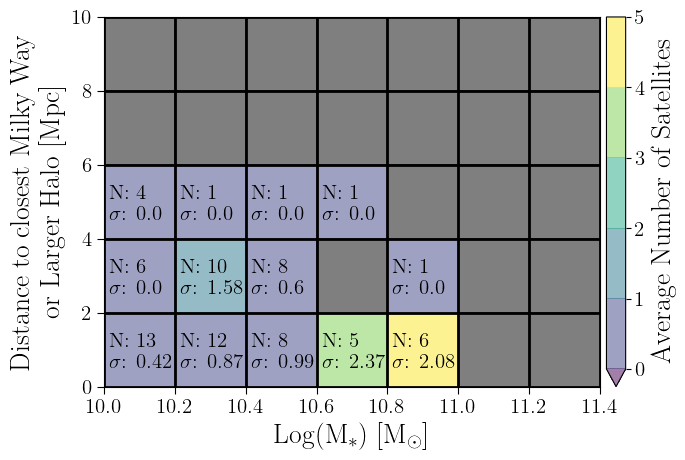 Distance to closest Milky Way
or Larger Halo [Mpc]
10
8
6
4
2
0
N: 4
σ: 0.0
N: 1
σ: 0.0
N: 1
σ: 0.0
N: 1
σ: 0.0
N: 6
σ: 0.0
N: 10
σ: 1.58
N: 8
σ: 0.6
N: 1
σ: 0.0
N: 13
σ: 0.42
N: 12
σ: 0.87
N: 8
σ: 0.99
N: 5
σ: 2.37
N: 6
σ: 2.08
10.0 10.2 10.4 10.6 10.8 11.0 11.2 11.4
Log(M*) [M☉]
5
4
3
2
1
0
Average Number of Satellites